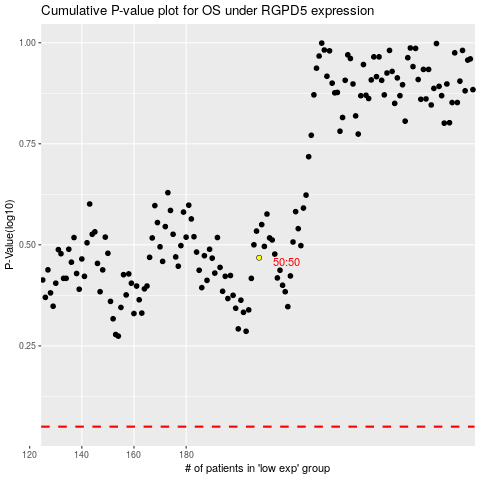 Cumulative P-value plot for OS under RGPD5 expression
P-Value(log10)
1.00
0.75
0.50
0.25
50:50
120 140 160 180
# of patients in 'low exp' group